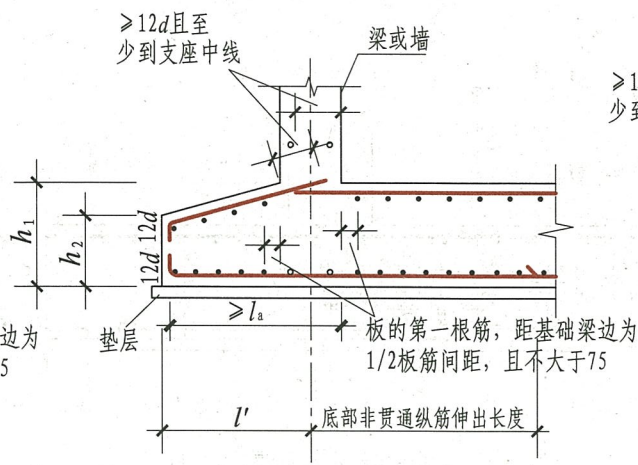 ≥12d且至
少到支座中线
梁或墙
≥1
少到
h₁
h₂
12d
12d
垫层
≥lₐ
边为
5
板的第一根筋，距基础梁边为
1/2板筋间距，且不大于75
l'
底部非贯通纵筋伸出长度